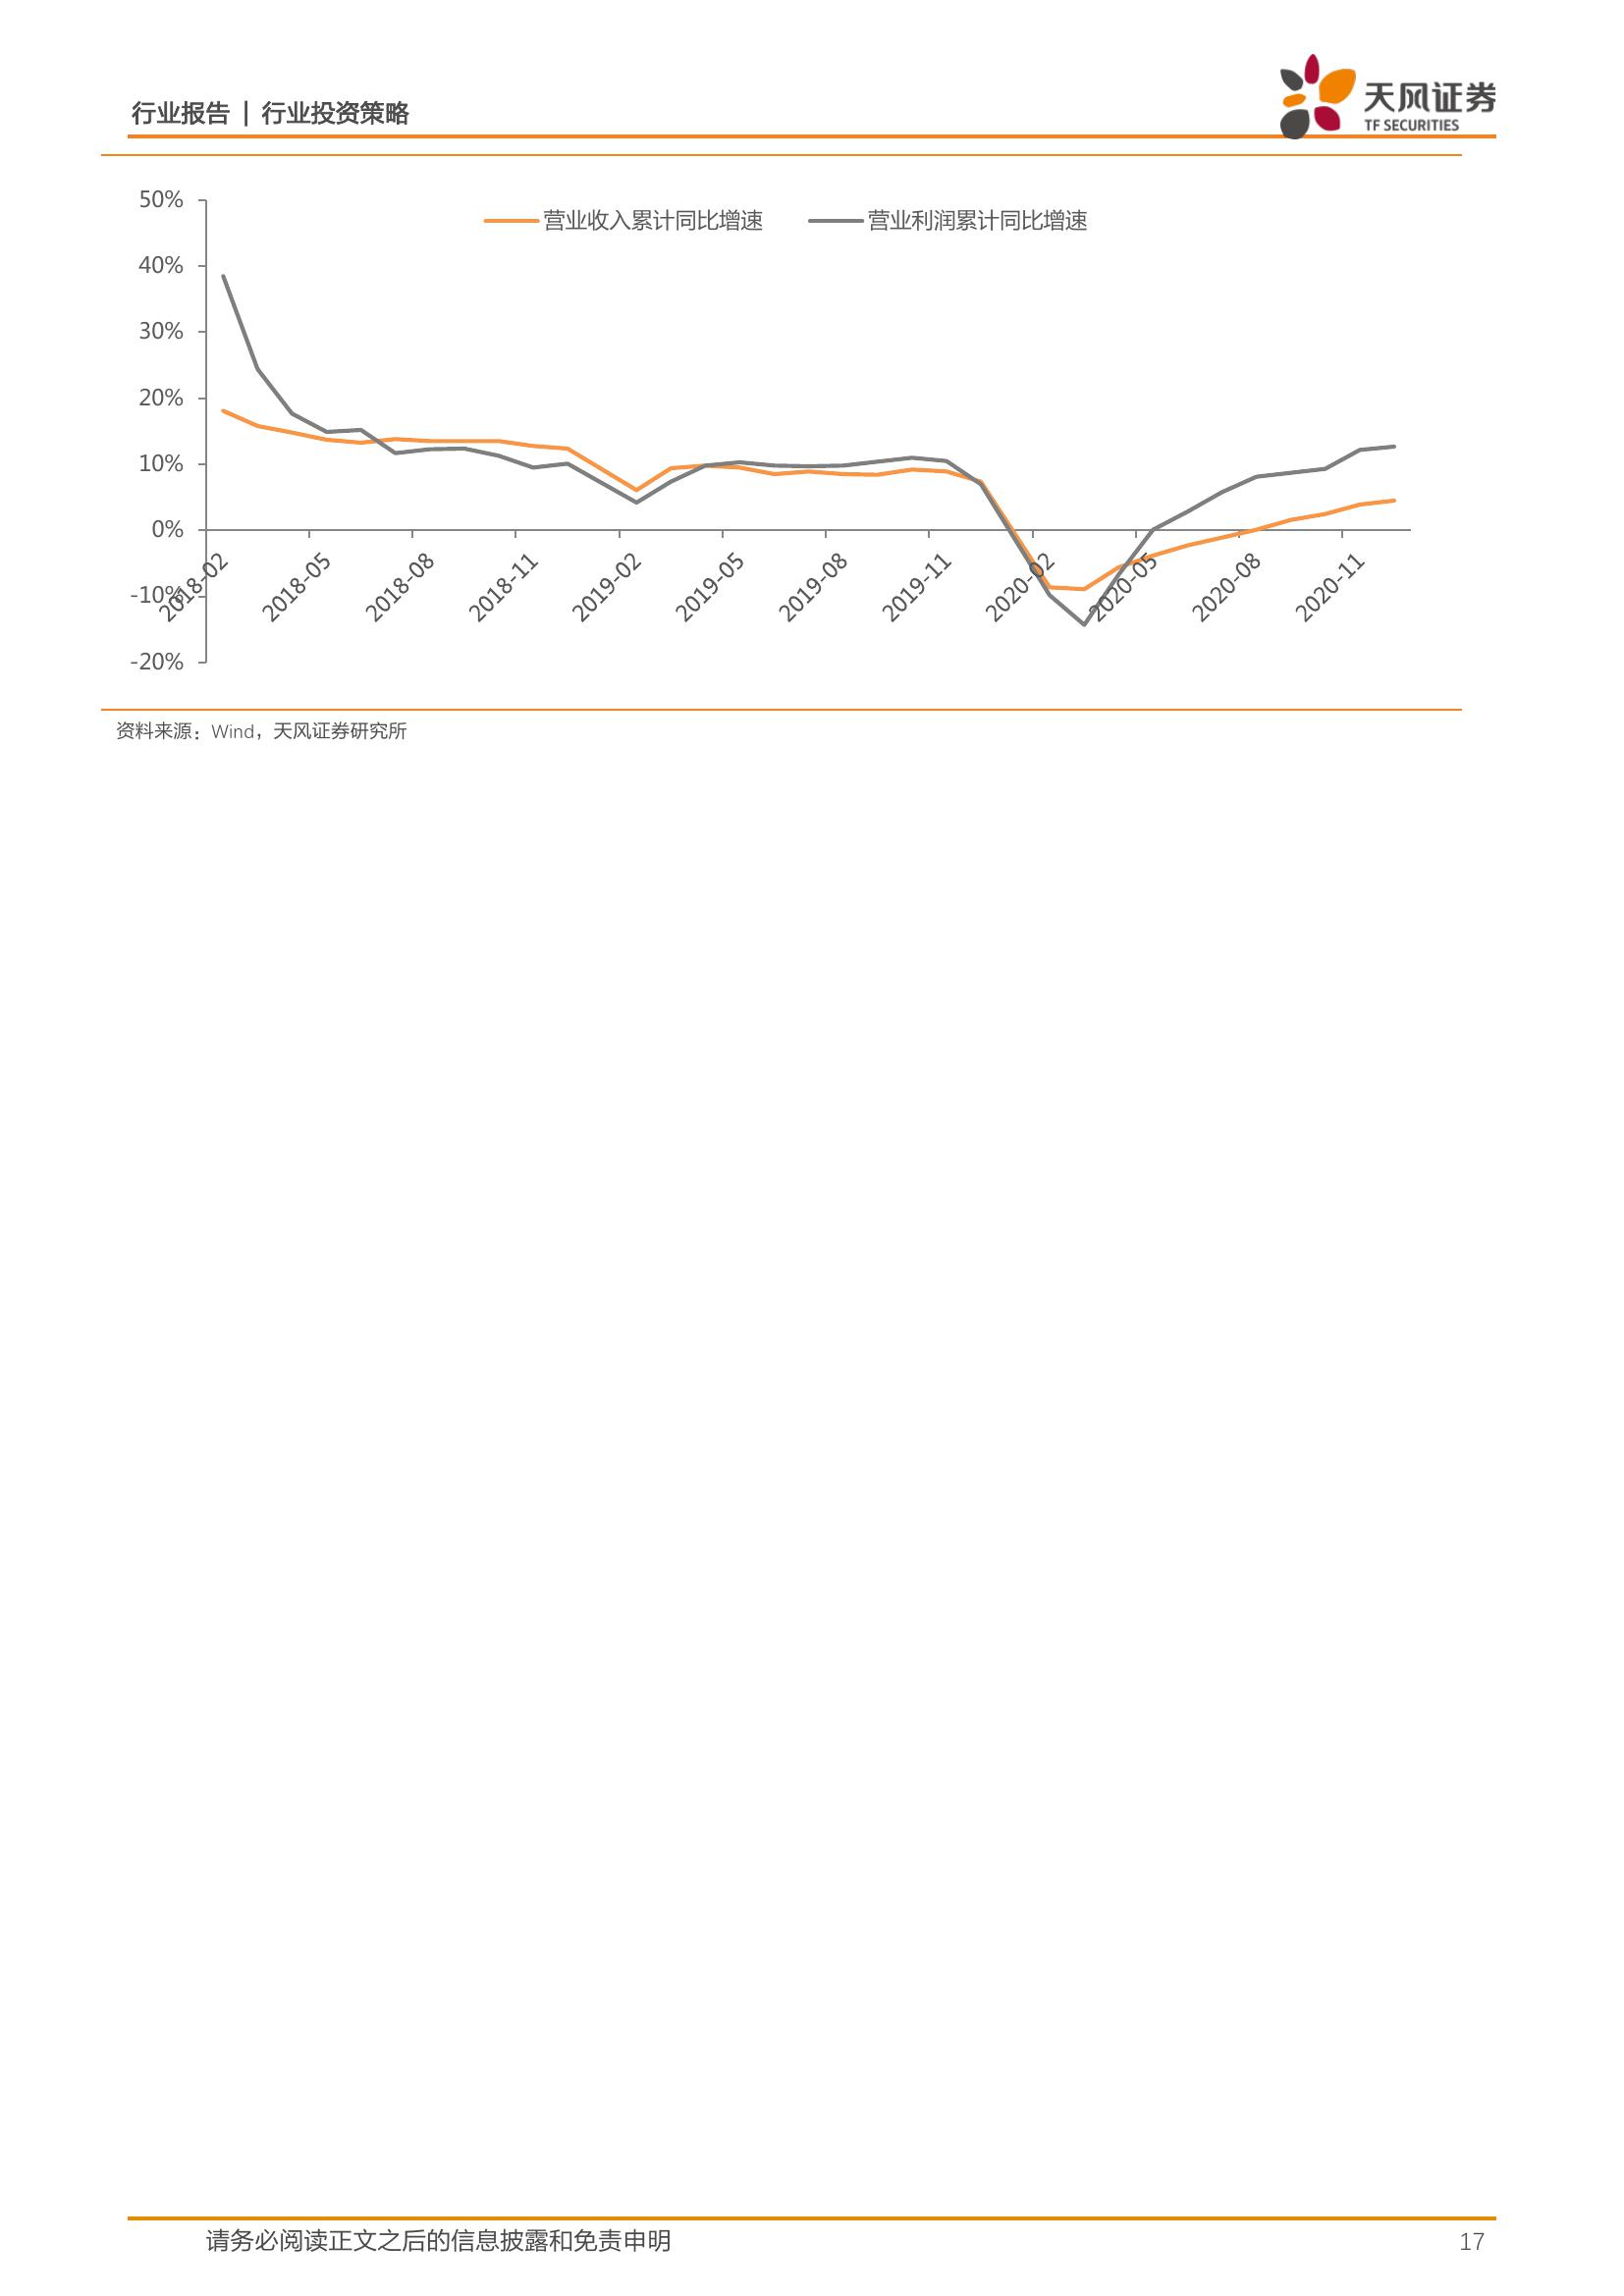 行业报告 | 行业投资策略
天风证券
TF SECURITIES
营业收入累计同比增速 营业利润累计同比增速
50%
40%
30%
20%
10%
0%
-10%
-20%
2018-02 2018-05 2018-08 2018-11 2019-02 2019-05 2019-08 2019-11 2020-02 2020-05 2020-08 2020-11
资料来源：Wind，天风证券研究所
请务必阅读正文之后的信息披露和免责申明 17